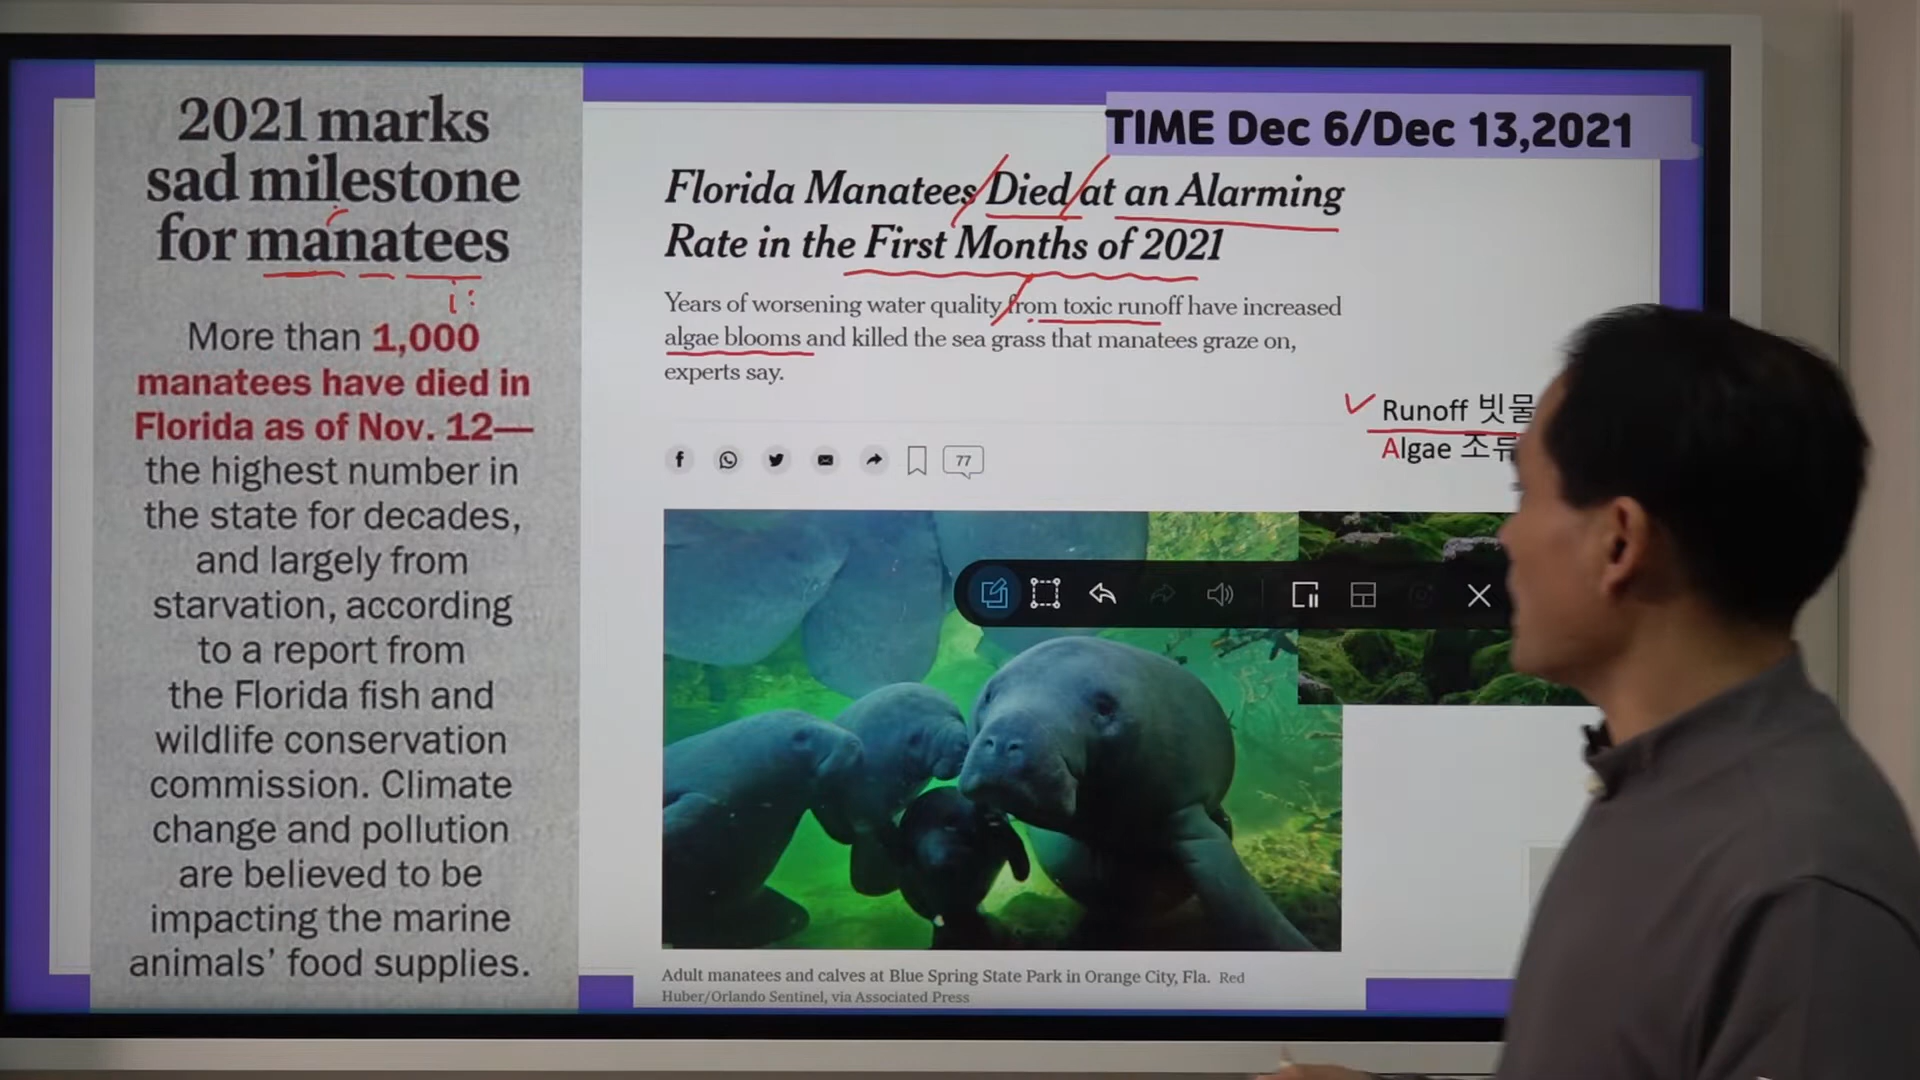 2021 marks
sad milestone
for manatees
More than 1,000
manatees have died in
Florida as of Nov. 12—
the highest number in
the state for decades,
and largely from
starvation, according
to a report from
the Florida fish and
wildlife conservation
commission. Climate
change and pollution
are believed to be
impacting the marine
animals’ food supplies.
TIME Dec 6/Dec 13,2021
Florida Manatees Died at an Alarming
Rate in the First Months of 2021
Years of worsening water quality from toxic runoff have increased
algae blooms and killed the sea grass that manatees graze on,
experts say.
Runoff 빗물
Algae 조류
77
Adult manatees and calves at Blue Spring State Park in Orange City, Fla. Red
Huber/Orlando Sentinel, via Associated Press